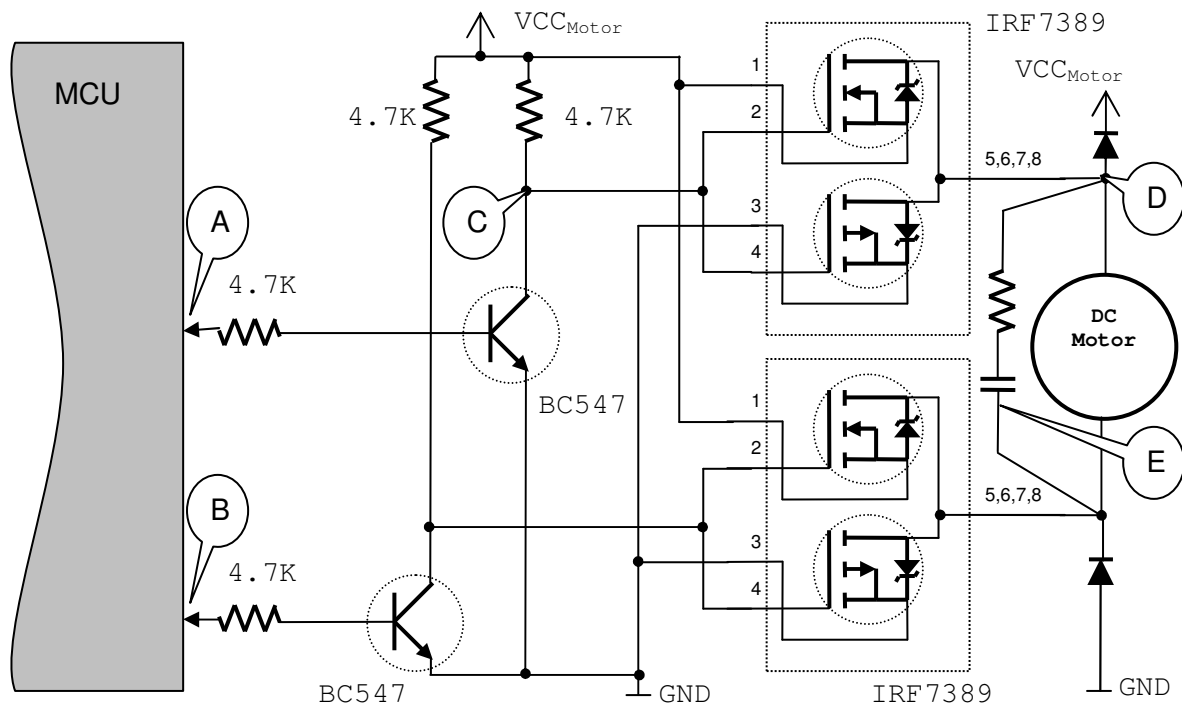 VCCMotor
IRF7389
MCU
4.7K
4.7K
1
2
VCCMotor
5,6,7,8
A
C
D
3
4
4.7K
DC
Motor
BC547
1
2
E
B
5,6,7,8
3
4
4.7K
BC547
GND
IRF7389
GND